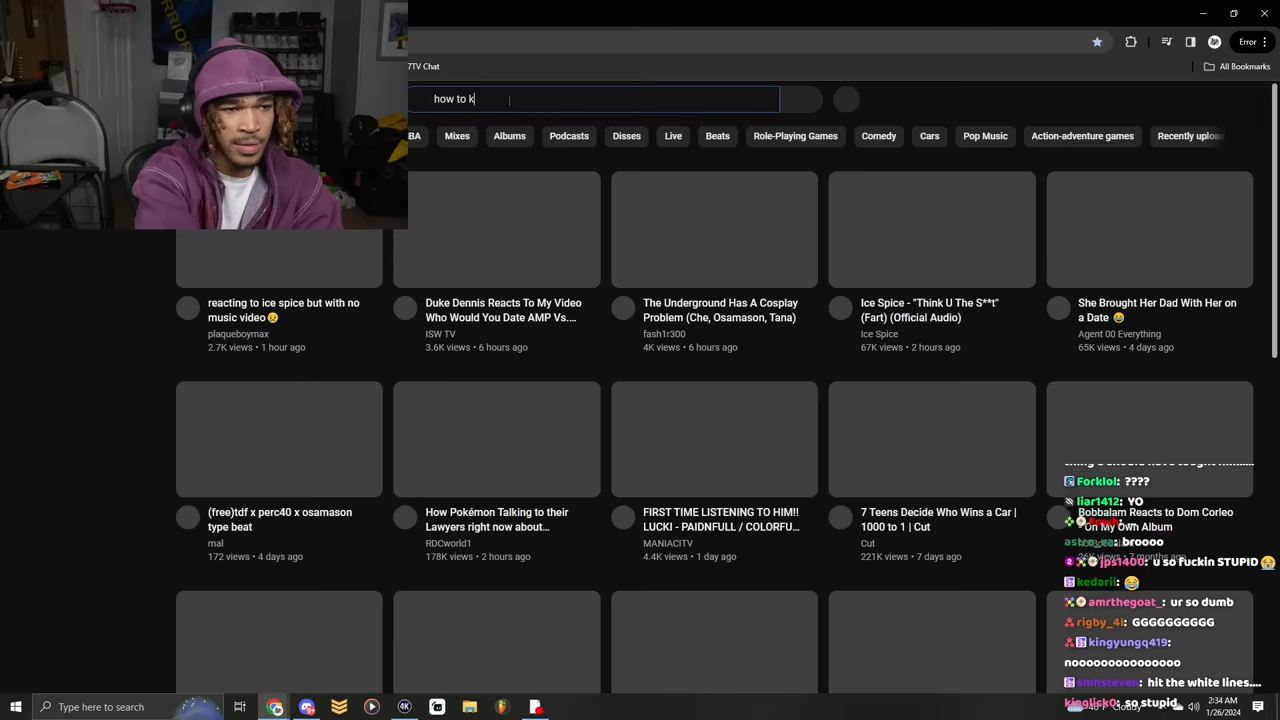 WARRIOR
Error
7TV Chat
All Bookmarks
how to k
BA
Mixes
Albums
Podcasts
Disses
Live
Beats
Role-Playing Games
Comedy
Cars
Pop Music
Action-adventure games
Recently uploa
reacting to ice spice but with no
music video😣
plaqueboymax
2.7K views • 1 hour ago
Duke Dennis Reacts To My Video
Who Would You Date AMP Vs....
ISW TV
3.6K views • 6 hours ago
The Underground Has A Cosplay
Problem (Che, Osamason, Tana)
fash1r300
4K views • 6 hours ago
Ice Spice - "Think U The S**t"
(Fart) (Official Audio)
Ice Spice
67K views • 2 hours ago
She Brought Her Dad With Her on
a Date 😂
Agent 00 Everything
65K views • 4 days ago
(free)tdf x perc40 x osamason
type beat
mal
172 views • 4 days ago
How Pokémon Talking to their
Lawyers right now about...
RDCworld1
178K views • 2 hours ago
FIRST TIME LISTENING TO HIM!!
LUCKI - PAIDNFULL / COLORFU...
MANIACITV
4.4K views • 1 day ago
7 Teens Decide Who Wins a Car |
1000 to 1 | Cut
Cut
221K views • 7 days ago
Bobbalam Reacts to Dom Corleo
On My Own Album
7 months ago
Forklol: ????
liar1412: YO
broooo
jps1400: u so fuckin STUPID 😂
kedarii: 😂
amrthegoat_: ur so dumb
rigby_4l: GGGGGGGGGG
kingyungq419:
nooooooooooooooo
smhsteven: hit the white lines....
kinglick0: so stupid
Type here to search
4K
2:34 AM
1/26/2024